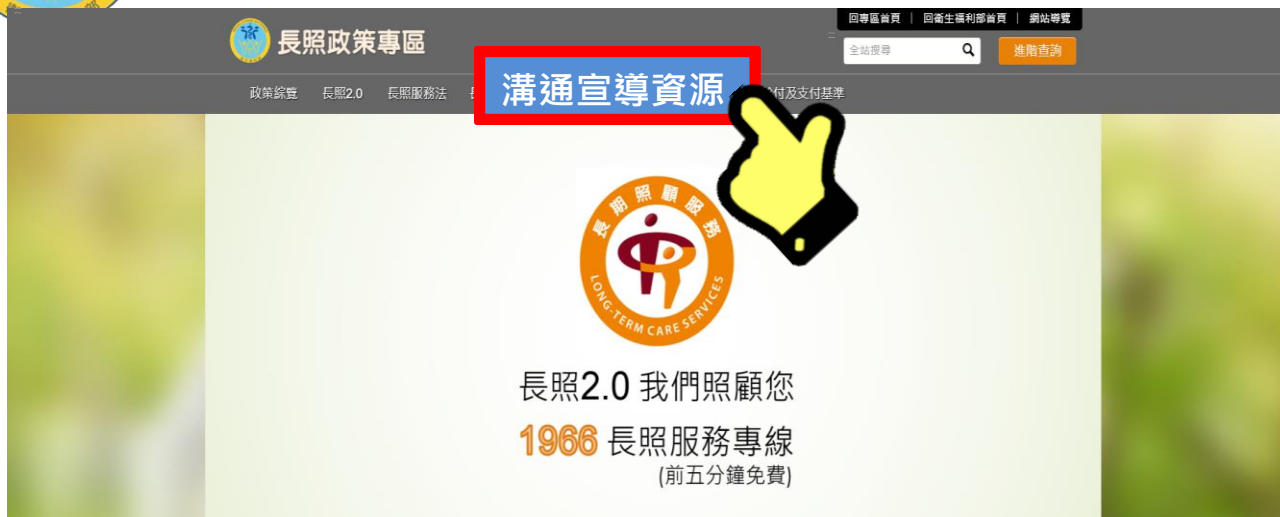 回專區首頁 | 回衛生福利部首頁 | 網站導覽
長照政策專區
全站搜尋
進階查詢
政策綜覽 長照2.0 長照服務法 溝通宣導資源 付及支付基準
長期照顧服務
LONG-TERM CARE SERVICES
長照2.0 我們照顧您
1966 長照服務專線
(前五分鐘免費)